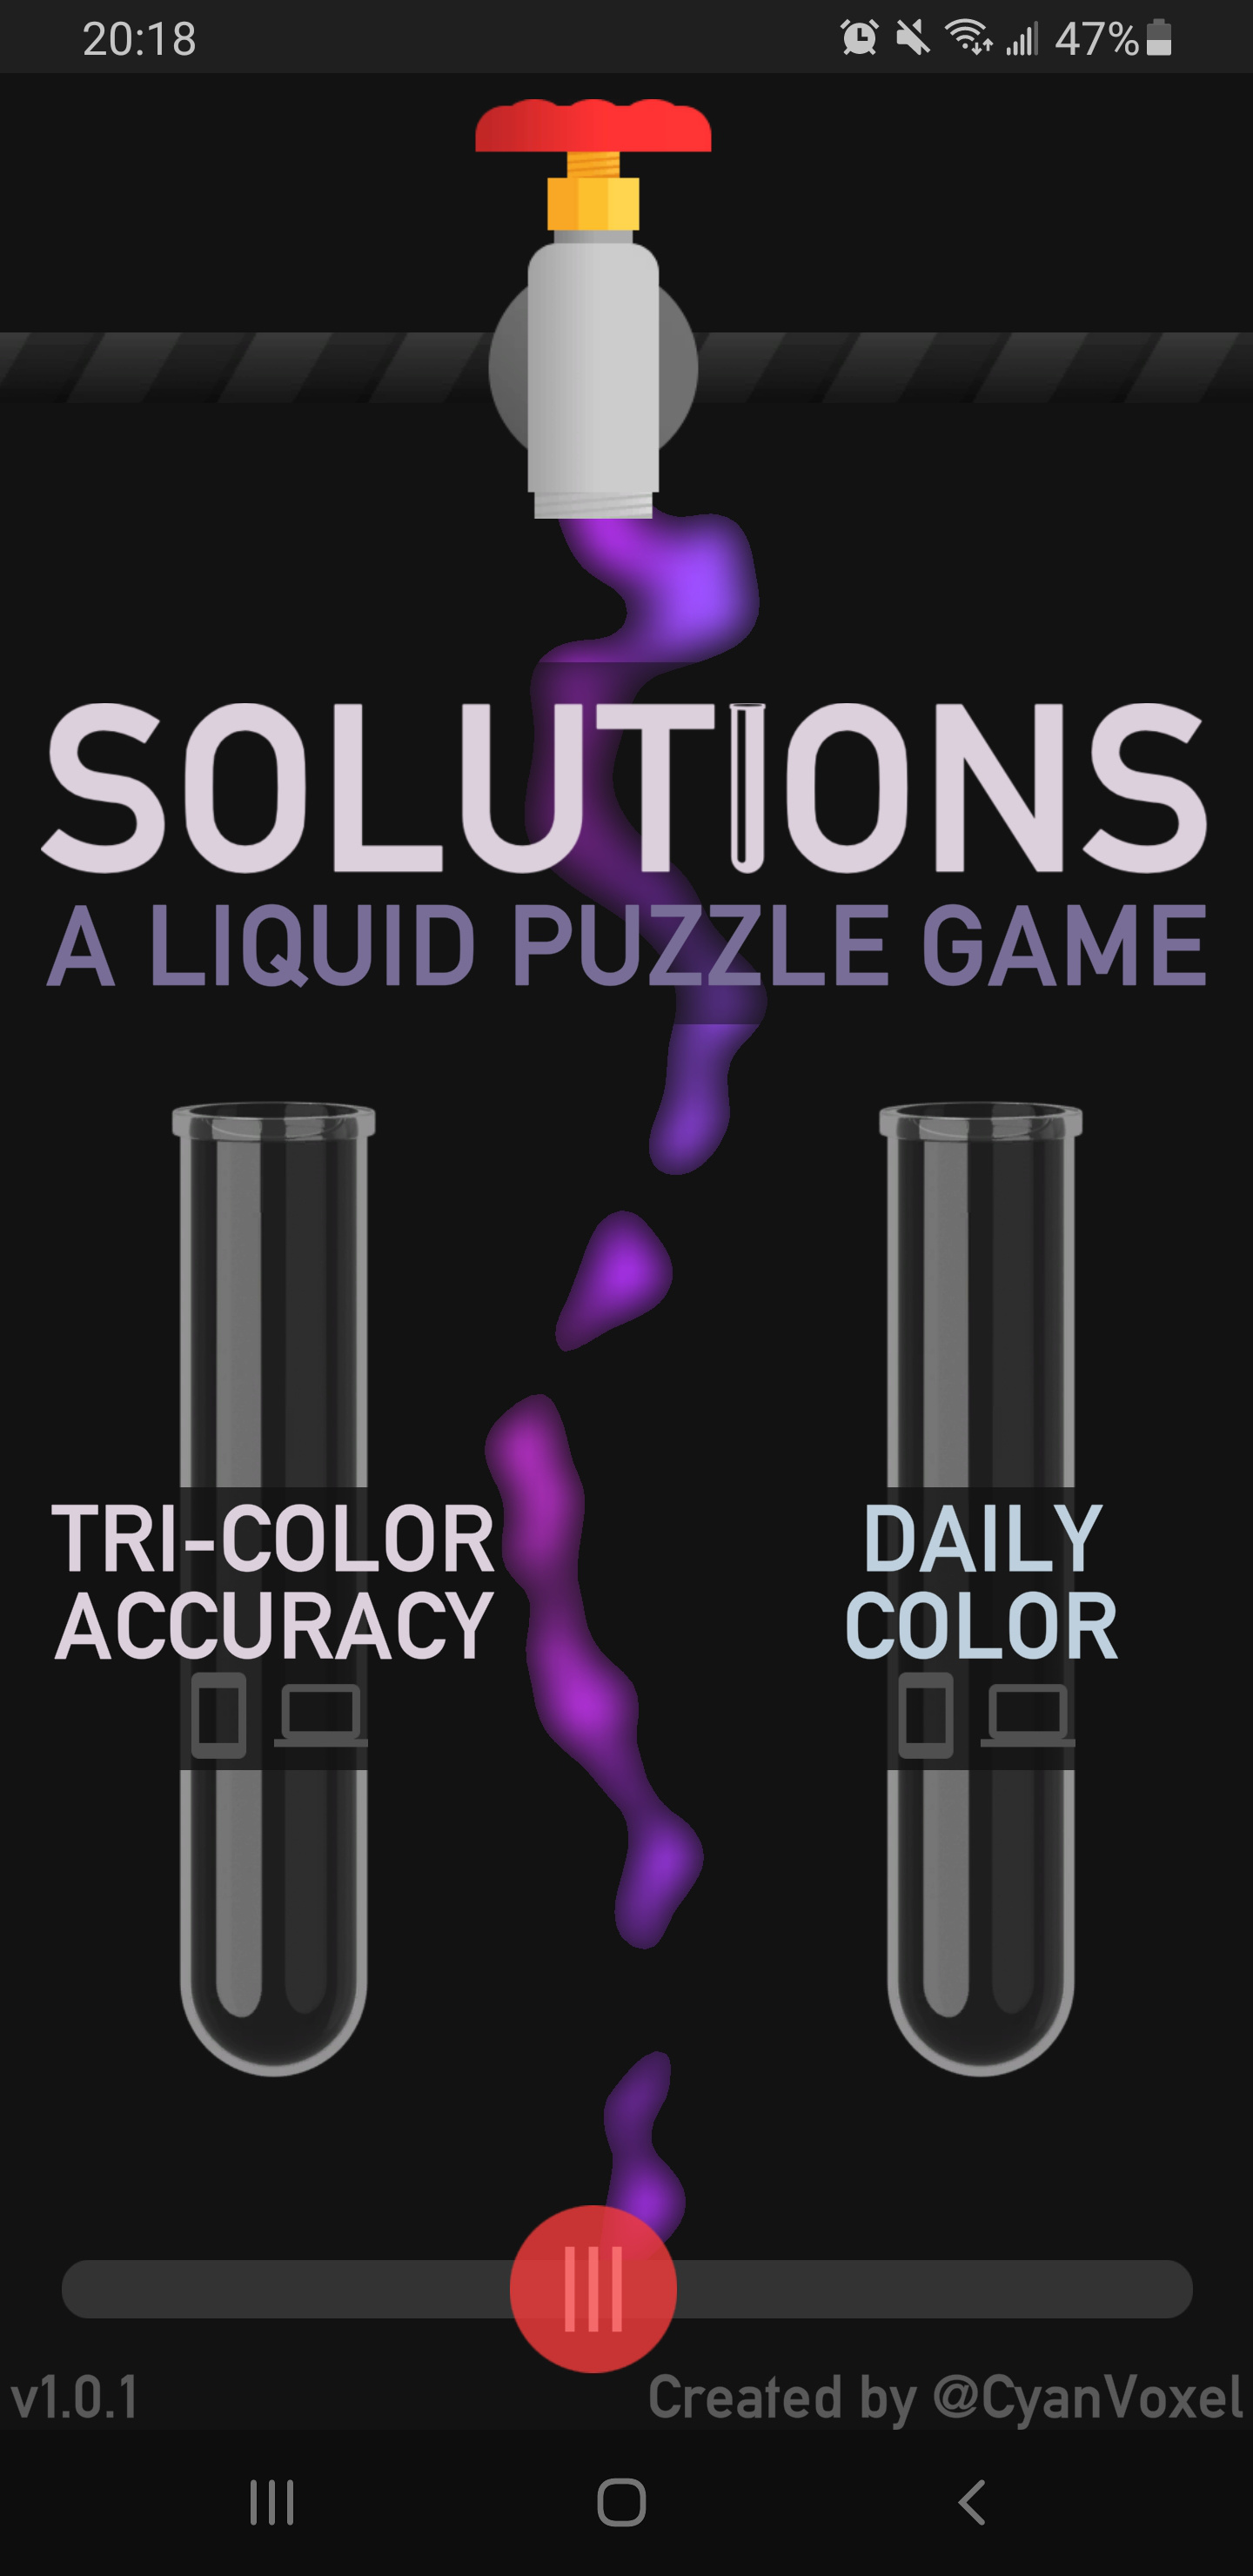 20:18
47%
SOLUTIONS
A LIQUID PUZZLE GAME
TRI-COLOR
ACCURACY
DAILY
COLOR
v1.0.1
Created by @CyanVoxel